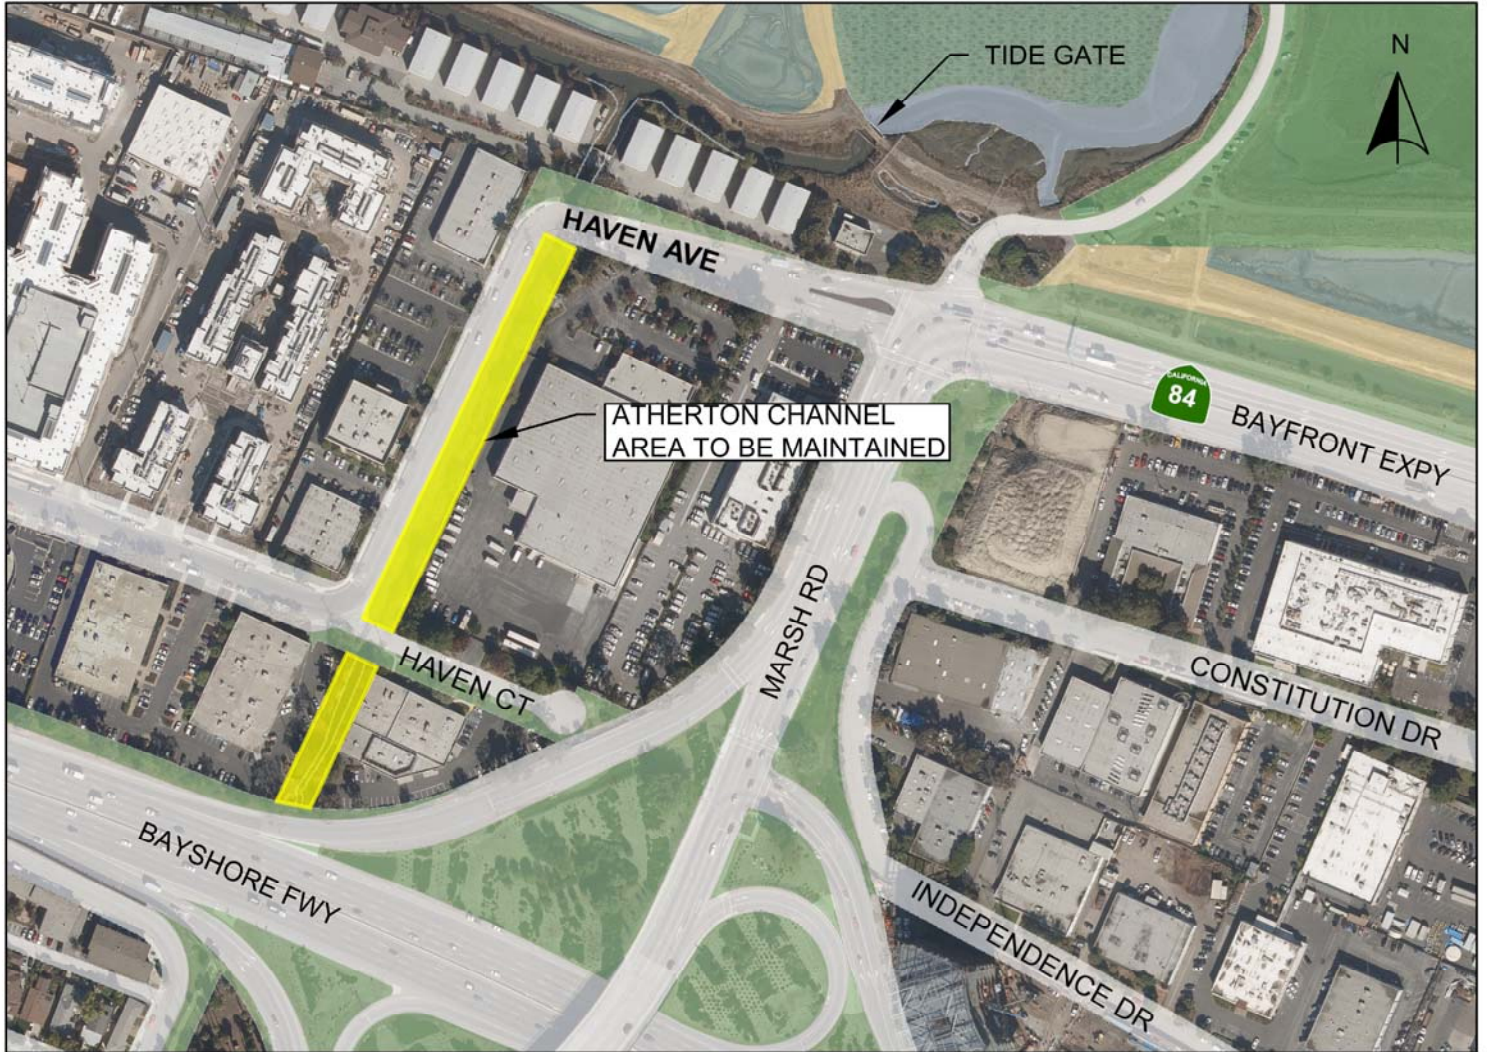 TIDE GATE
N
HAVEN AVE
CALIFORNIA
84
BAYFRONT EXPY
ATHERTON CHANNEL
AREA TO BE MAINTAINED
MARSH RD
HAVEN CT
CONSTITUTION DR
BAYSHORE FWY
INDEPENDENCE DR